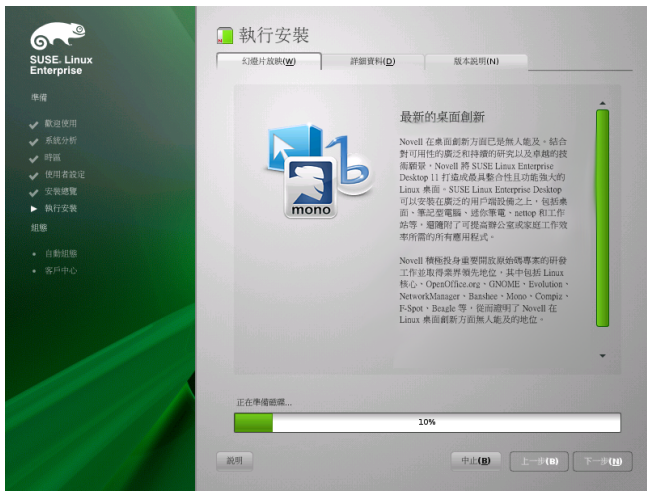 SUSE. Linux
Enterprise
準備
歡迎使用
系統分析
時區
使用者設定
安裝總覽
執行安裝
組態
自動組態
客戶中心
執行安裝
幻燈片放映(W)
詳細資料(D)
版本說明(N)
mono
最新的桌面創新
Novell 在桌面創新方面已是無人能及。結合
對可用性的廣泛和持續的研究以及卓越的技
術願景，Novell 將 SUSE Linux Enterprise
Desktop 11 打造成最具整合性且功能強大的
Linux 桌面。SUSE Linux Enterprise Desktop
可以安裝在廣泛的用戶端設備之上，包括桌
面、筆記型電腦、迷你筆電、nettop 和工作
站等，還隨附了可提高辦公室或家庭工作效
率所需的所有應用程式。
Novell 積極投身重要開放原始碼專案的研發
工作並取得業界領先地位，其中包括 Linux
核心、OpenOffice.org、GNOME、Evolution、
NetworkManager、Banshee、Mono、Compiz、
F-Spot、Beagle 等，從而證明了 Novell 在
Linux 桌面創新方面無人能及的地位。
正在準備磁碟...
10%
說明
中止(B)
上一步(B)
下一步(N)